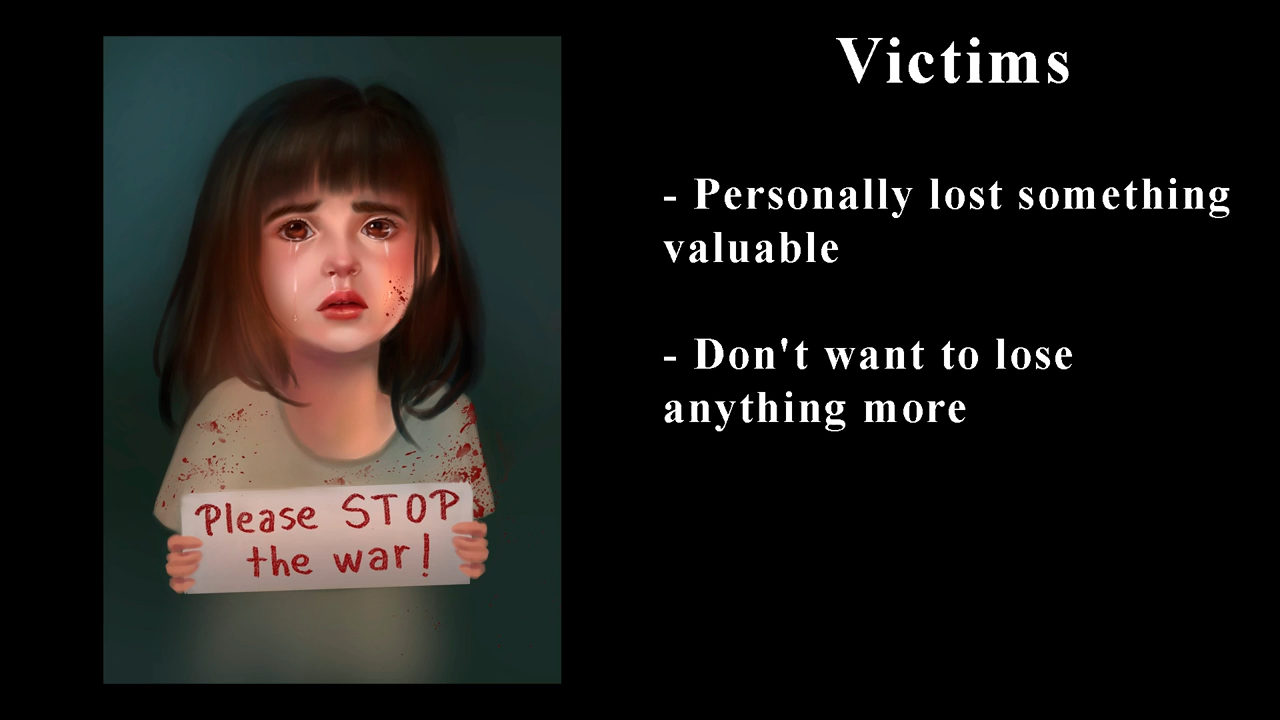 Victims
- Personally lost something
valuable
- Don't want to lose
anything more
Please STOP
the war!